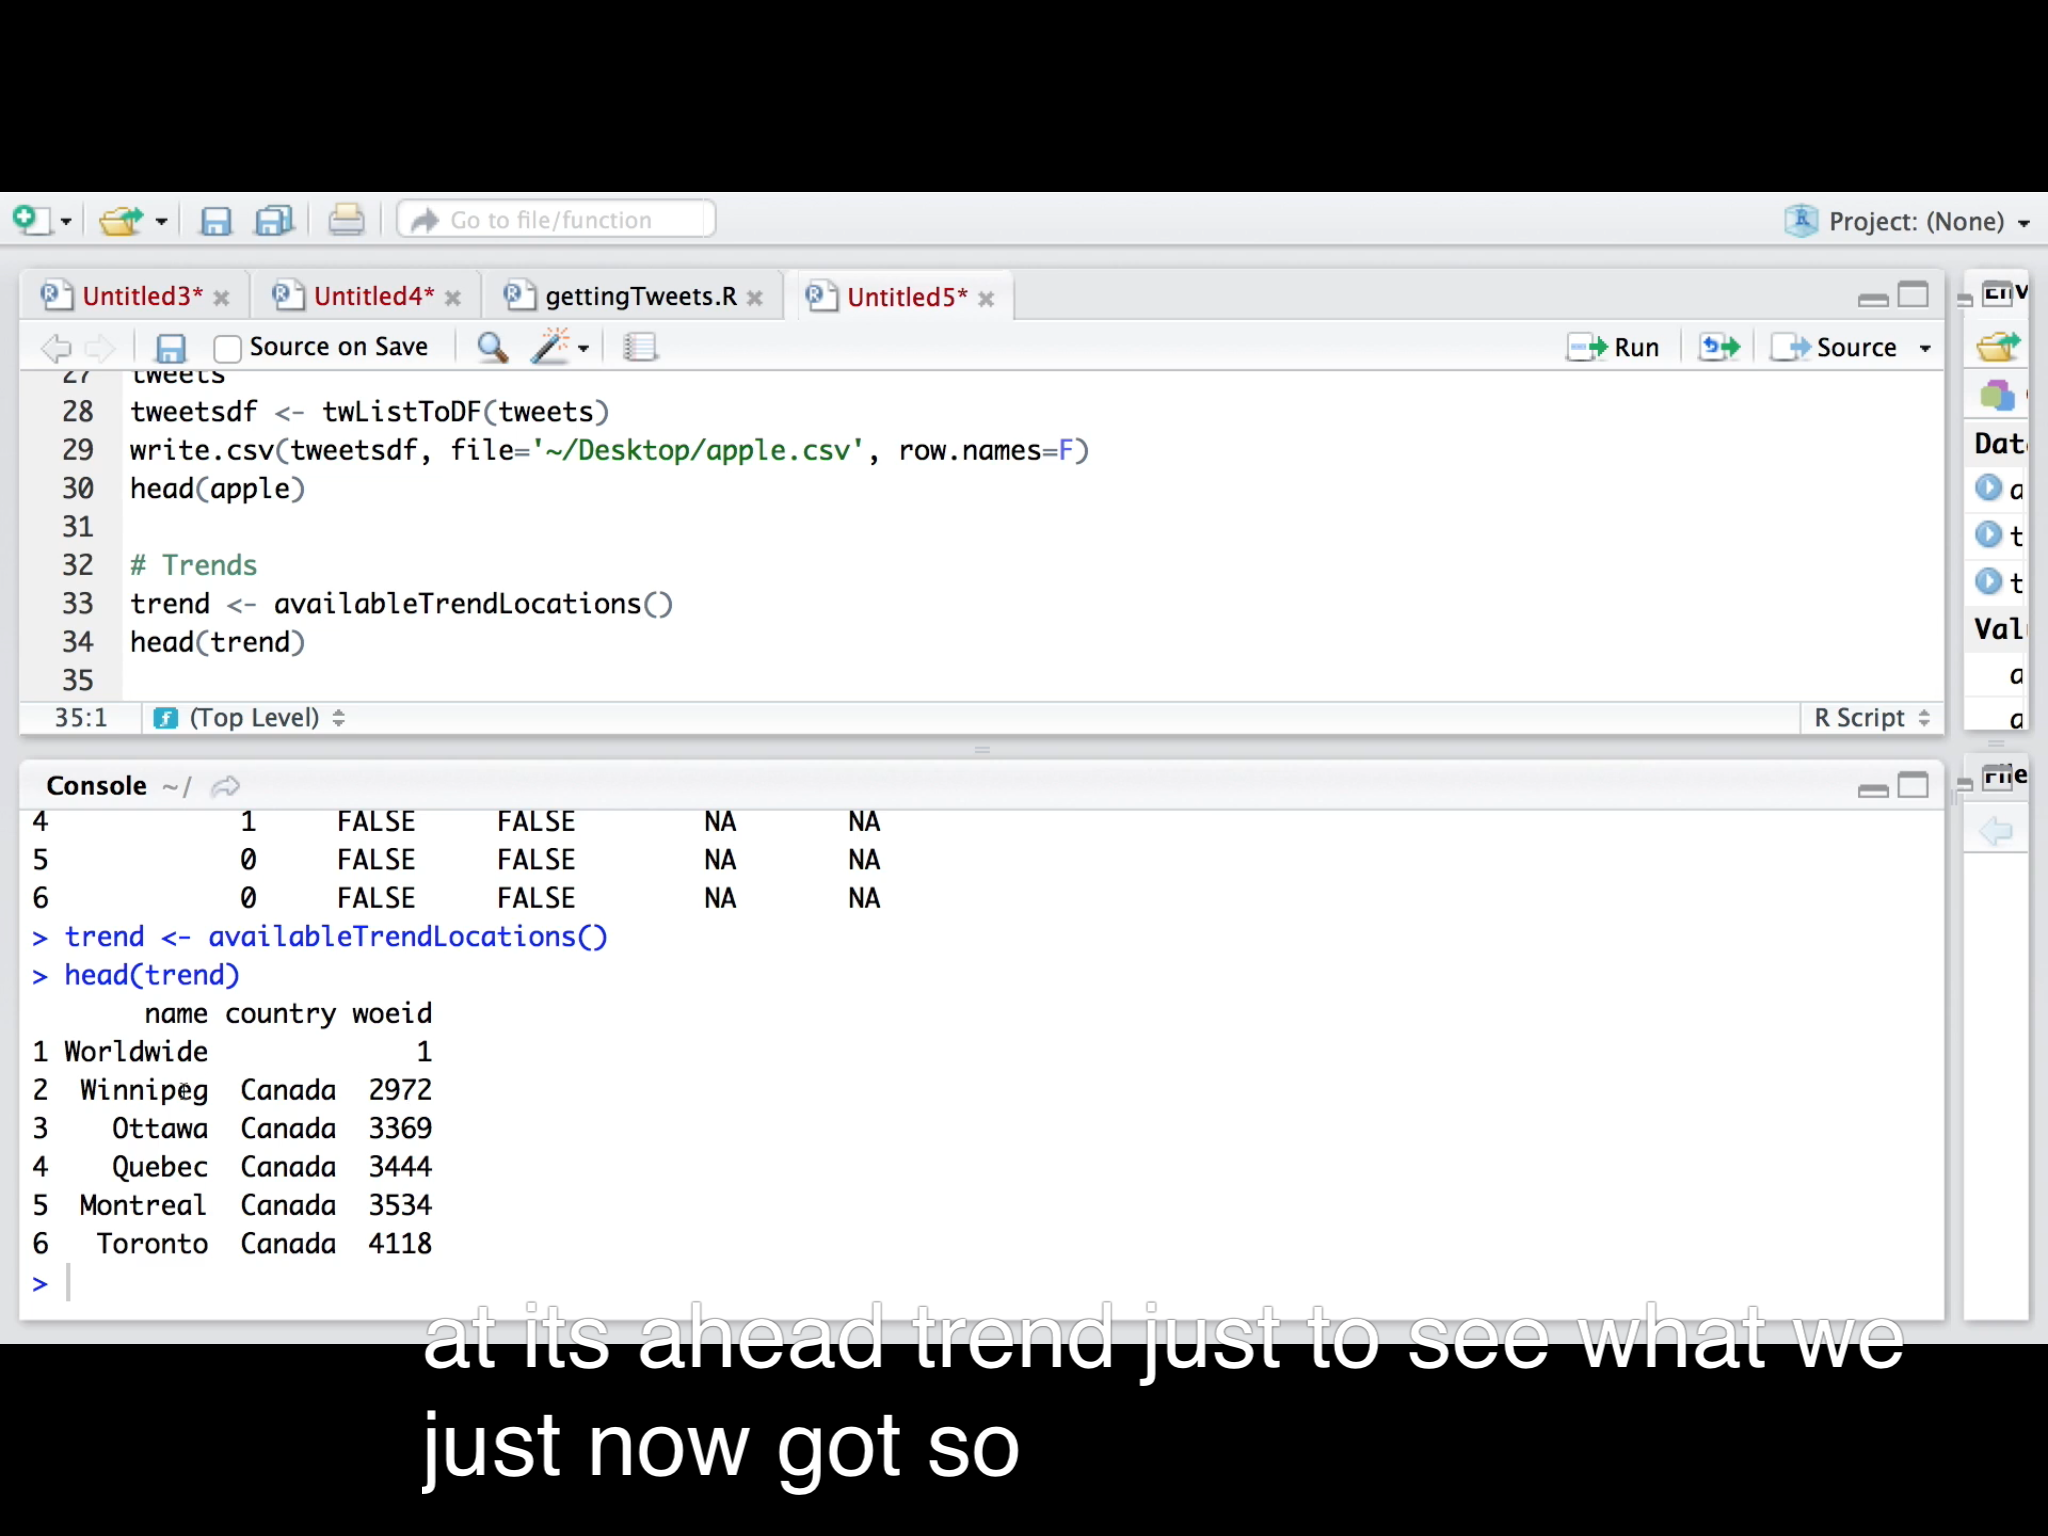 Go to file/function
Project: (None)
Untitled3* Untitled4* gettingTweets.R Untitled5*
Source on Save Run Source
27 tweets
28 tweetsdf <- twListToDF(tweets)
29 write.csv(tweetsdf, file='~/Desktop/apple.csv', row.names=F)
30 head(apple)
31
32 # Trends
33 trend <- availableTrendLocations()
34 head(trend)
35
35:1 (Top Level) R Script
Console ~/
4 1 FALSE FALSE NA NA
5 0 FALSE FALSE NA NA
6 0 FALSE FALSE NA NA
> trend <- availableTrendLocations()
> head(trend)
name country woeid
1 Worldwide 1
2 Winnipeg Canada 2972
3 Ottawa Canada 3369
4 Quebec Canada 3444
5 Montreal Canada 3534
6 Toronto Canada 4118
>
Env
Dat
a
t
t
Val
a
a
File
at its ahead trend just to see what we
just now got so